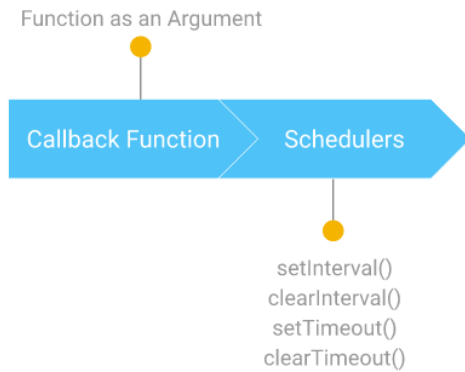 Function as an Argument
Callback Function
Schedulers
setInterval()
clearInterval()
setTimeout()
clearTimeout()